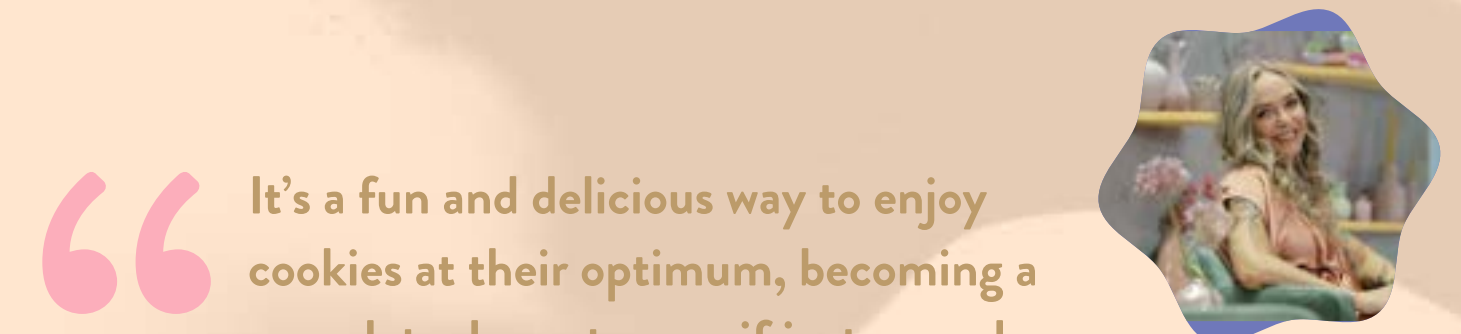 It’s a fun and delicious way to enjoy
cookies at their optimum, becoming a